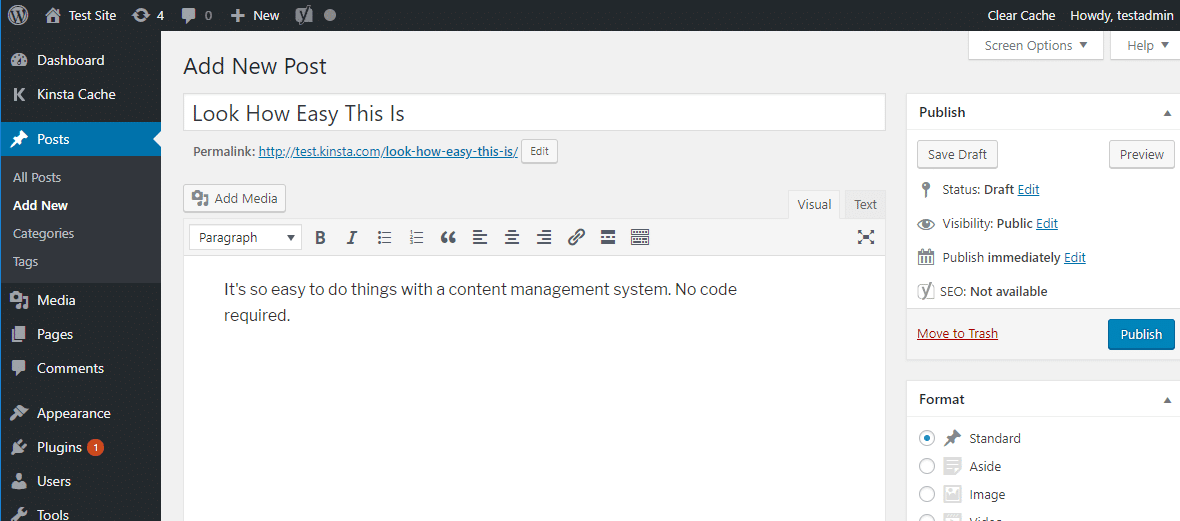 Test Site 4 0 New Clear Cache Howdy, testadmin
Screen Options Help
Dashboard
Kinsta Cache
Posts
All Posts
Add New
Categories
Tags
Media
Pages
Comments
Appearance
Plugins 1
Users
Tools
Add New Post
Look How Easy This Is
Permalink: http://test.kinsta.com/look-how-easy-this-is/ Edit
Add Media
Visual Text
Paragraph B I
It's so easy to do things with a content management system. No code
required.
Publish
Save Draft Preview
Status: Draft Edit
Visibility: Public Edit
Publish immediately Edit
SEO: Not available
Move to Trash Publish
Format
Standard
Aside
Image
Video